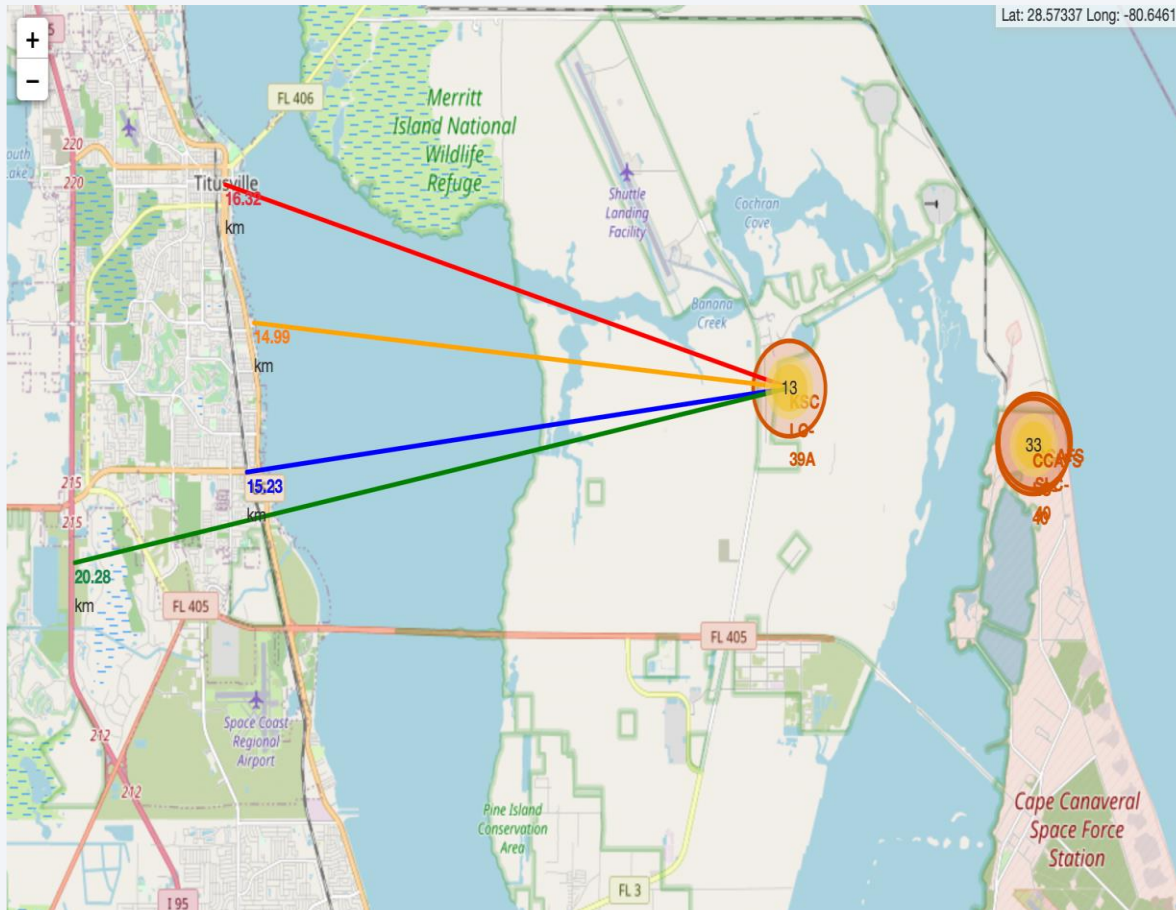 Lat: 28.57337 Long: -80.6461
+
−
FL 406
Merritt
Island National
Wildlife
Refuge
220
220
Titusville
16.32
km
Shuttle
Landing
Facility
Cochran
Cove
Banana
Creek
14.99
km
13
KSC
LC-
39A
33
CCAFS
40
40
15.23
km
215
215
20.28
km
FL 405
FL 405
Space Coast
Regional
Airport
212
212
Pine Island
Conservation
Area
Cape Canaveral
Space Force
Station
FL 3
I 95